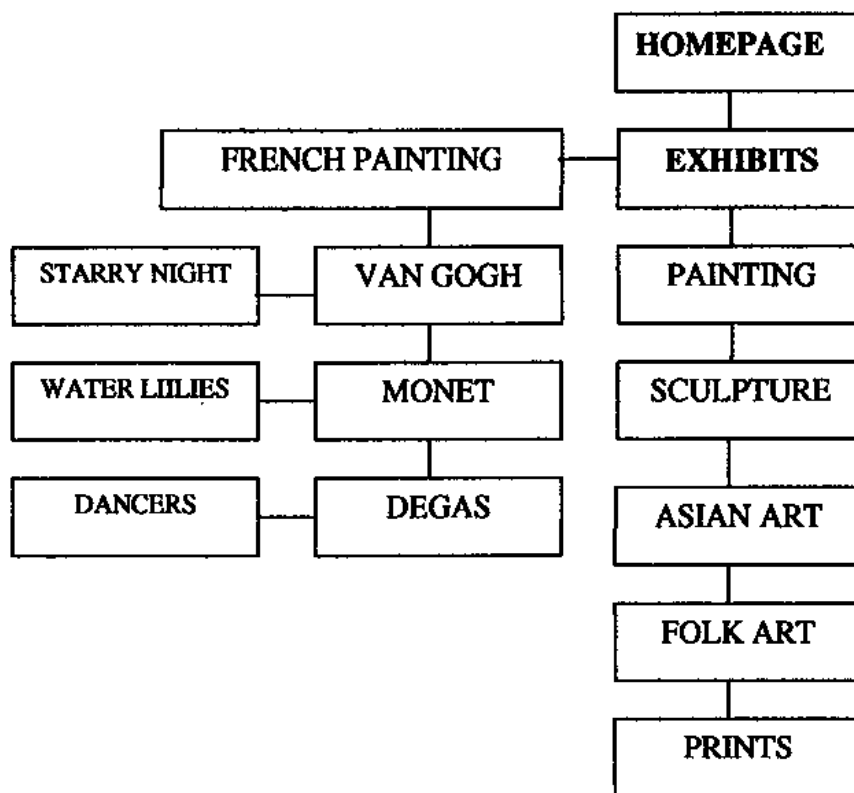 HOMEPAGE
FRENCH PAINTING
EXHIBITS
STARRY NIGHT
VAN GOGH
PAINTING
WATER LIILIES
MONET
SCULPTURE
DANCERS
DEGAS
ASIAN ART
FOLK ART
PRINTS